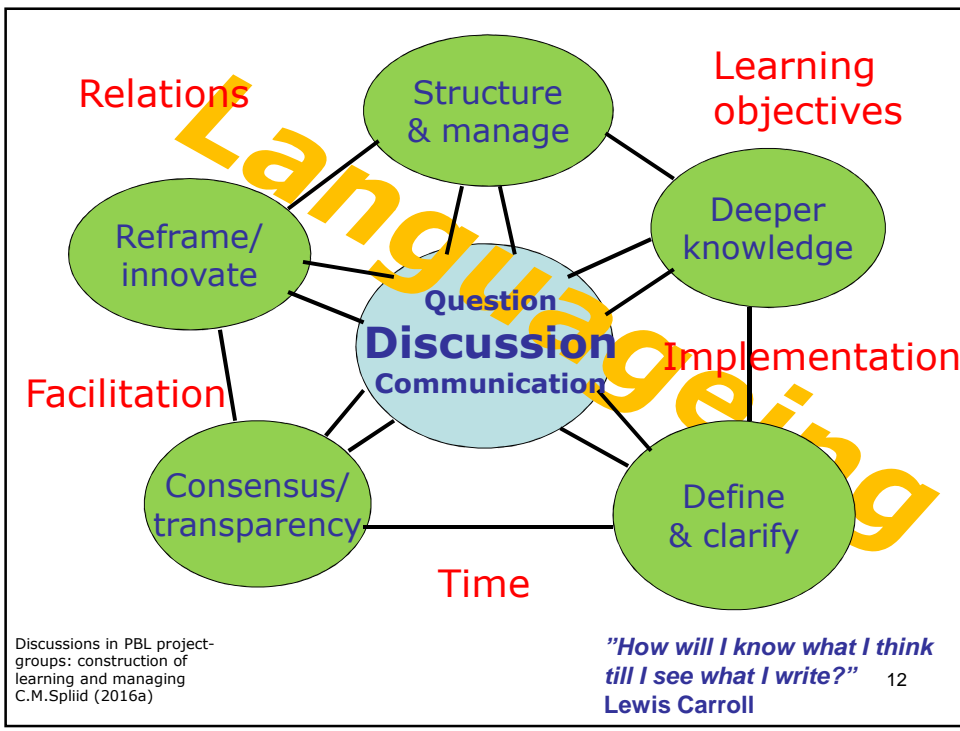 Relations
Structure
& manage
Learning
objectives
Languageing
Reframe/
innovate
Deeper
knowledge
Question
Discussion
Communication
Implementation
Facilitation
Consensus/
transparency
Define
& clarify
Time
Discussions in PBL project-
groups: construction of
learning and managing
C.M.Spliid (2016a)
”How will I know what I think
till I see what I write?”
Lewis Carroll
12